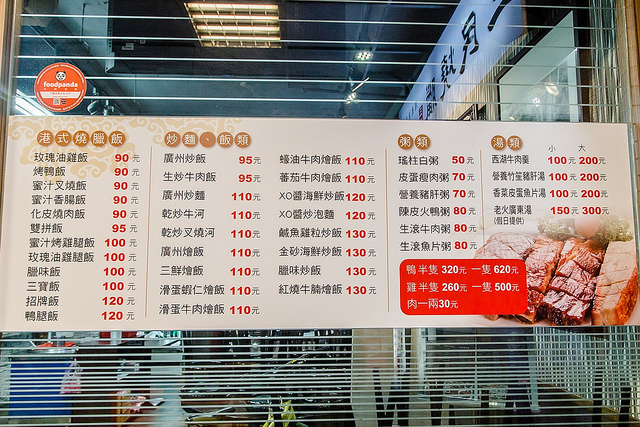 foodpanda
港式燒臘飯
玫瑰油雞飯 90元
烤鴨飯 90元
蜜汁叉燒飯 90元
蜜汁香腸飯 90元
化皮燒肉飯 90元
雙拼飯 95元
蜜汁烤雞腿飯 100元
玫瑰油雞腿飯 100元
臘味飯 100元
三寶飯 100元
招牌飯 120元
鴨腿飯 120元
炒麵、飯類
廣州炒飯 95元
生炒牛肉飯 95元
廣州炒麵 110元
乾炒牛河 110元
乾炒叉燒河 110元
廣州燴飯 110元
三鮮燴飯 110元
滑蛋蝦仁燴飯 110元
滑蛋牛肉燴飯 110元
蠔油牛肉燴飯 110元
蕃茄牛肉燴飯 110元
XO醬海鮮炒飯 120元
XO醬炒泡麵 120元
鹹魚雞粒炒飯 130元
金砂海鮮炒飯 130元
臘味炒飯 130元
紅燒牛腩燴飯 130元
粥類
瑤柱白粥 50元
皮蛋瘦肉粥 70元
營養豬肝粥 70元
陳皮火鴨粥 80元
生滾牛肉粥 80元
生滾魚片粥 80元
鴨半隻 320元 一隻 620元
雞半隻 260元 一隻 500元
肉一兩30元
湯類
小 大
西湖牛肉羹 100元 200元
營養竹笙豬肝湯 100元 200元
香菜皮蛋魚片湯 100元 200元
老火廣東湯 150元 300元
(假日提供)